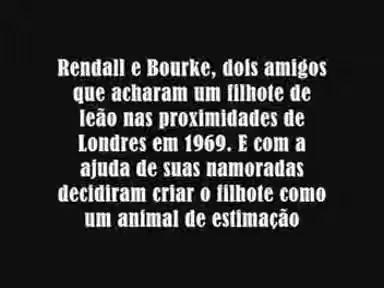 Rendall e Bourke, dois amigos
que acharam um filhote de
leão nas proximidades de
Londres em 1969. E com a
ajuda de suas namoradas
decidiram criar o filhote como
um animal de estimação